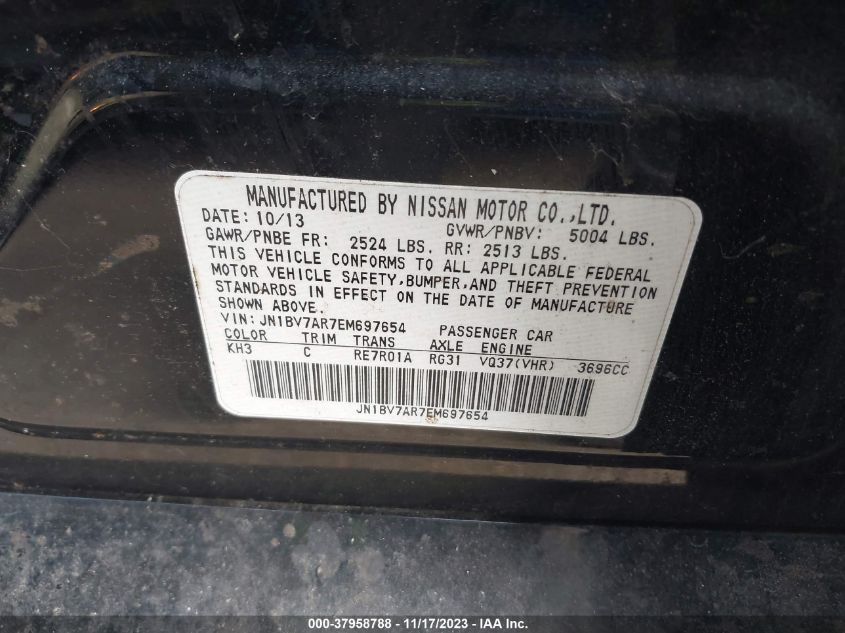 MANUFACTURED BY NISSAN MOTOR CO.,LTD.
DATE: 10/13 GVWR/PNBV: 5004 LBS.
GAWR/PNBE FR: 2524 LBS. RR: 2513 LBS.
THIS VEHICLE CONFORMS TO ALL APPLICABLE FEDERAL
MOTOR VEHICLE SAFETY,BUMPER,AND THEFT PREVENTION
STANDARDS IN EFFECT ON THE DATE OF MANUFACTURE
SHOWN ABOVE.
VIN: JN1BV7AR7EM697654 PASSENGER CAR
COLOR TRIM TRANS AXLE ENGINE
KH3 C RE7R01A RG31 VQ37(VHR) 3696CC
JN1BV7AR7EM697654
000-37958788 - 11/17/2023 - IAA Inc.